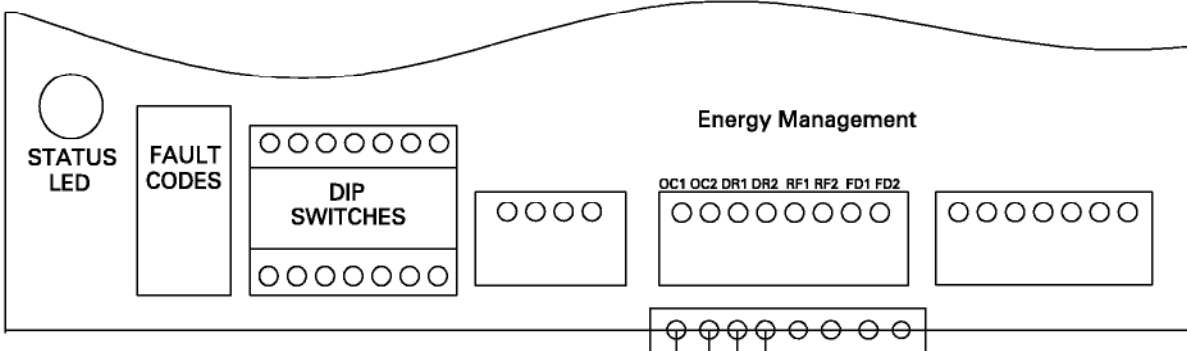 Energy Management
STATUS
LED
FAULT
CODES
DIP
SWITCHES
OC1 OC2 DR1 DR2 RF1 RF2 FD1 FD2